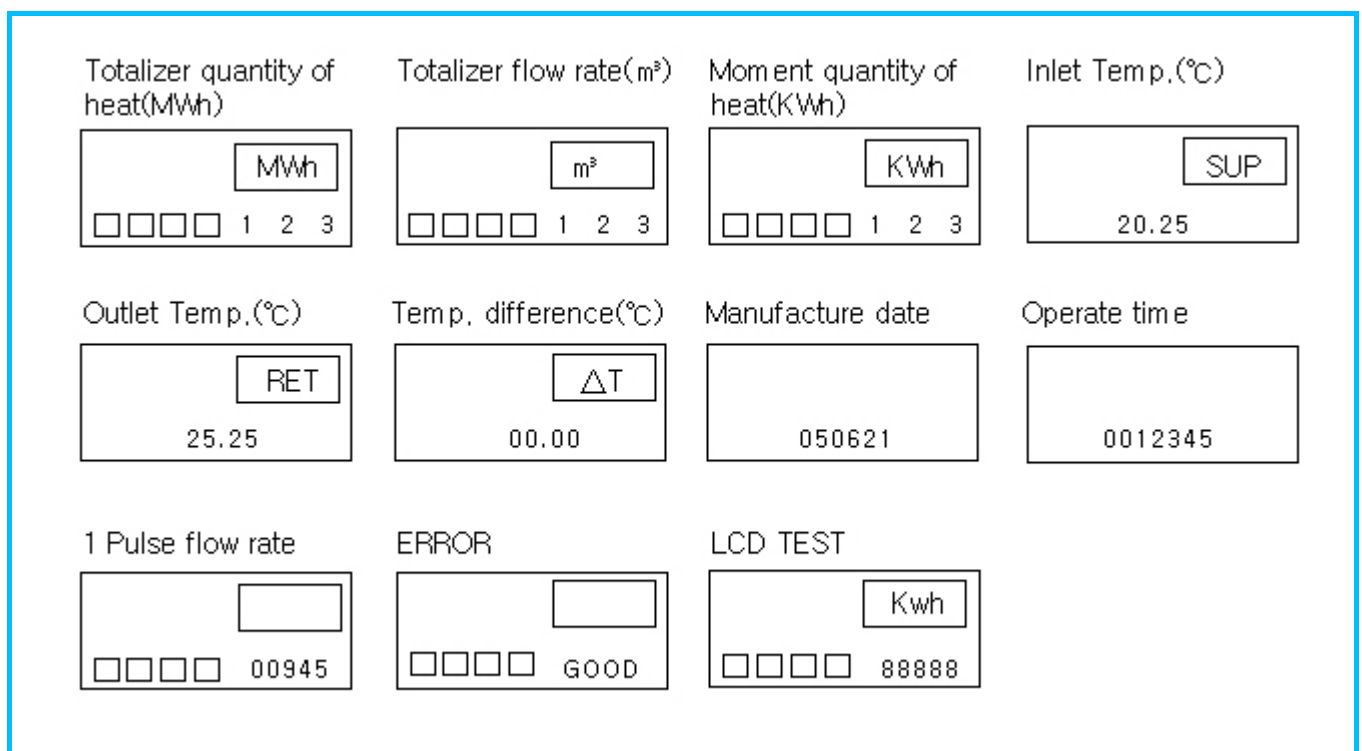 Totalizer quantity of heat(MWh)
MWh
□□□□ 1 2 3
Totalizer flow rate(m³)
m³
□□□□ 1 2 3
Moment quantity of heat(KWh)
KWh
□□□□ 1 2 3
Inlet Temp.(℃)
SUP
20.25
Outlet Temp.(℃)
RET
25.25
Temp. difference(℃)
△T
00.00
Manufacture date
050621
Operate time
0012345
1 Pulse flow rate
□□□□ 00945
ERROR
□□□□ GOOD
LCD TEST
Kwh
□□□□ 88888